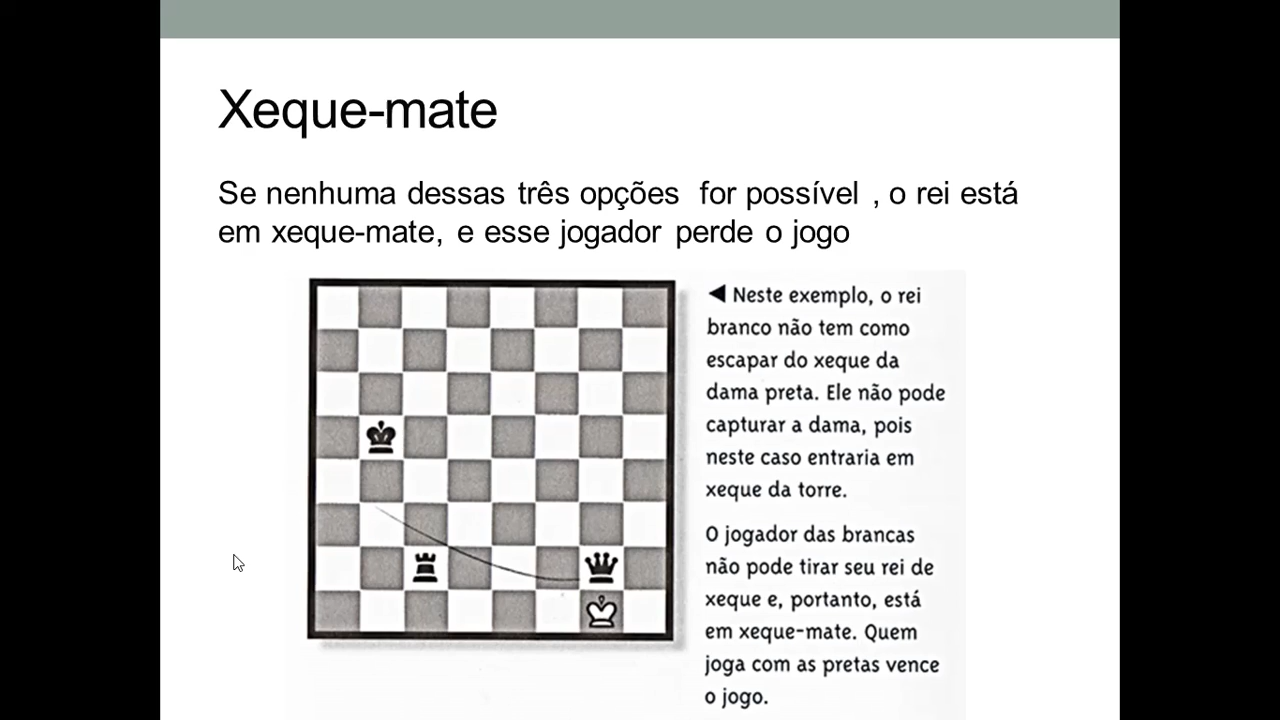 Xeque-mate
Se nenhuma dessas três opções for possível , o rei está
em xeque-mate, e esse jogador perde o jogo
◀ Neste exemplo, o rei
branco não tem como
escapar do xeque da
dama preta. Ele não pode
capturar a dama, pois
neste caso entraria em
xeque da torre.
O jogador das brancas
não pode tirar seu rei de
xeque e, portanto, está
em xeque-mate. Quem
joga com as pretas vence
o jogo.